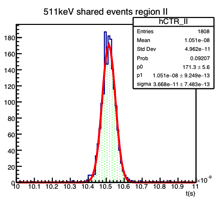 511keV shared events region II
hCTR_II
Entries 1808
Mean 1.051e-08
Std Dev 4.962e-11
Prob 0.09207
p0 171.3 ± 5.6
p1 1.051e-08 ± 9.249e-13
sigma 3.668e-11 ± 7.483e-13
180
160
140
120
100
80
60
40
20
0
10 10.1 10.2 10.3 10.4 10.5 10.6 10.7 10.8 10.9 11
×10⁻⁹
t(s)